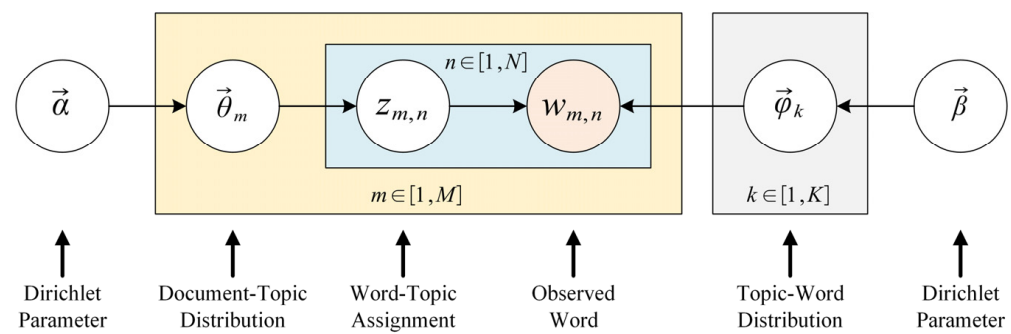 n∈[1,N]
α⃗ θ⃗m zm,n wm,n φ⃗k β⃗
m∈[1,M] k∈[1,K]
Dirichlet Parameter
Document-Topic Distribution
Word-Topic Assignment
Observed Word
Topic-Word Distribution
Dirichlet Parameter